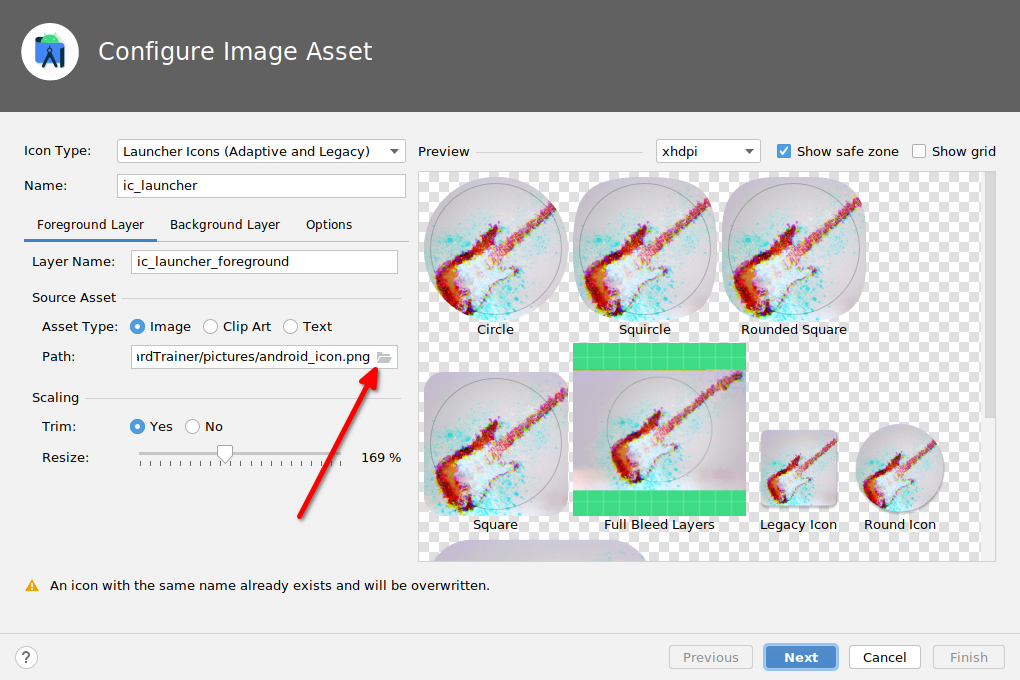 Configure Image Asset
Icon Type: Launcher Icons (Adaptive and Legacy)
Name: ic_launcher
Foreground Layer Background Layer Options
Layer Name: ic_launcher_foreground
Source Asset
Asset Type: Image Clip Art Text
Path: ardTrainer/pictures/android_icon.png
Scaling
Trim: Yes No
Resize: 169 %
Preview xhdpi Show safe zone Show grid
Circle Squircle Rounded Square
Square Full Bleed Layers Legacy Icon Round Icon
An icon with the same name already exists and will be overwritten.
? Previous Next Cancel Finish